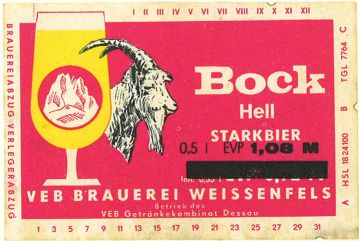 I II III IV V VI VII VIII IX X XI XII
BRAUEREIABZUG VERLEGERABZUG
Bock
Hell
STARKBIER
0,5 l EVP 1,08 M
VEB BRAUEREI WEISSENFELS
Betrieb des
VEB Getränkekombinat Dessau
1 3 5 7 9 11 13 15 17 19 21 23 25 27 29 31
A HSL 1824100 B TGL 7764 C